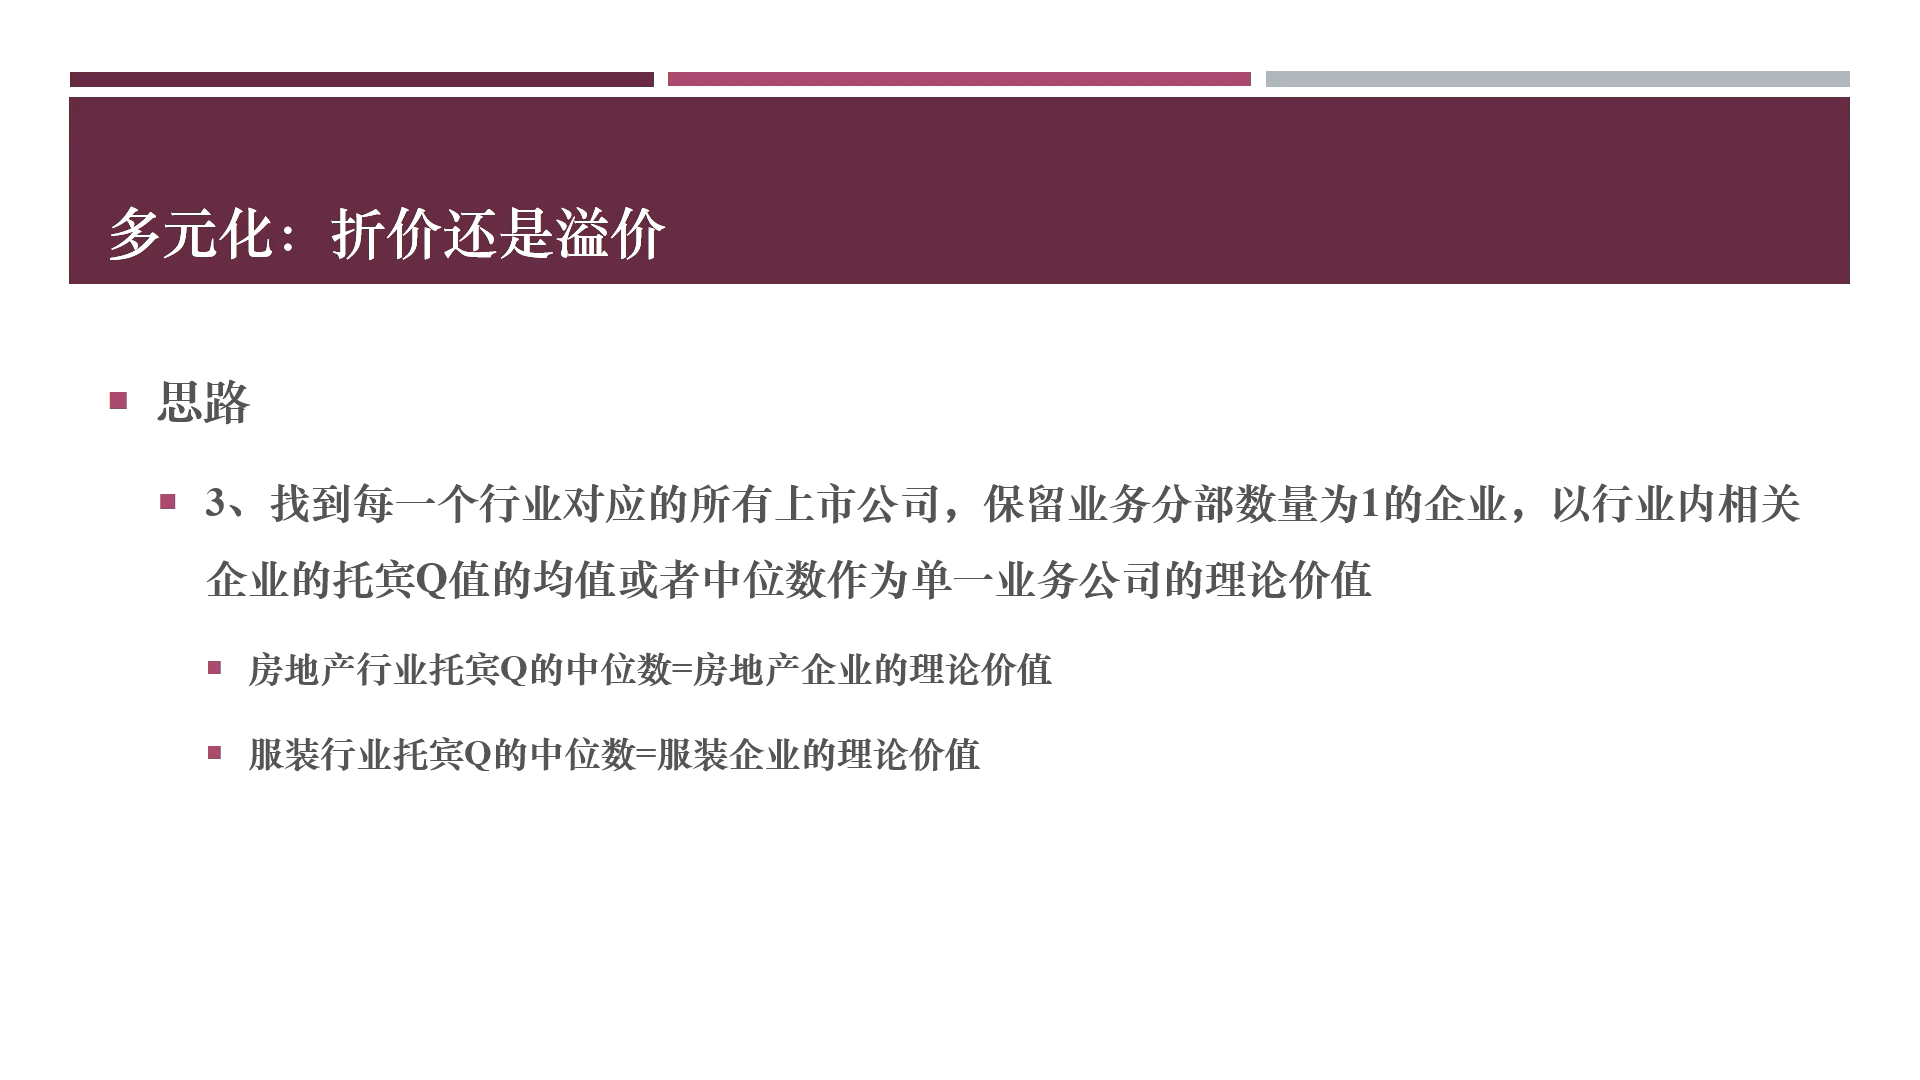 多元化：折价还是溢价
思路
3、找到每一个行业对应的所有上市公司，保留业务分部数量为1的企业，以行业内相关
企业的托宾Q值的均值或者中位数作为单一业务公司的理论价值
房地产行业托宾Q的中位数=房地产企业的理论价值
服装行业托宾Q的中位数=服装企业的理论价值